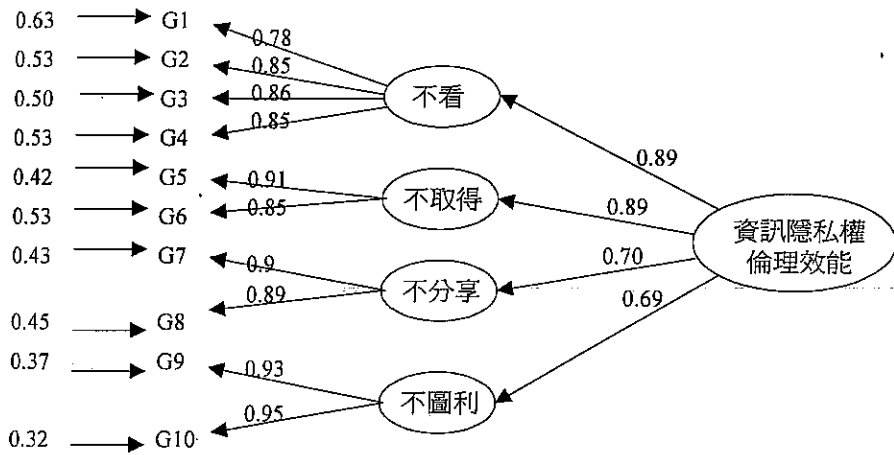 0.63 G1
0.78
0.53 G2
0.85
0.50 G3
0.86
0.53 G4
0.85
不看
0.89
0.42 G5
0.91
0.53 G6
0.85
不取得
0.89
資訊隱私權
倫理效能
0.43 G7
0.9
0.70
不分享
0.89
0.69
0.45 G8
0.37 G9
0.93
不圖利
0.95
0.32 G10